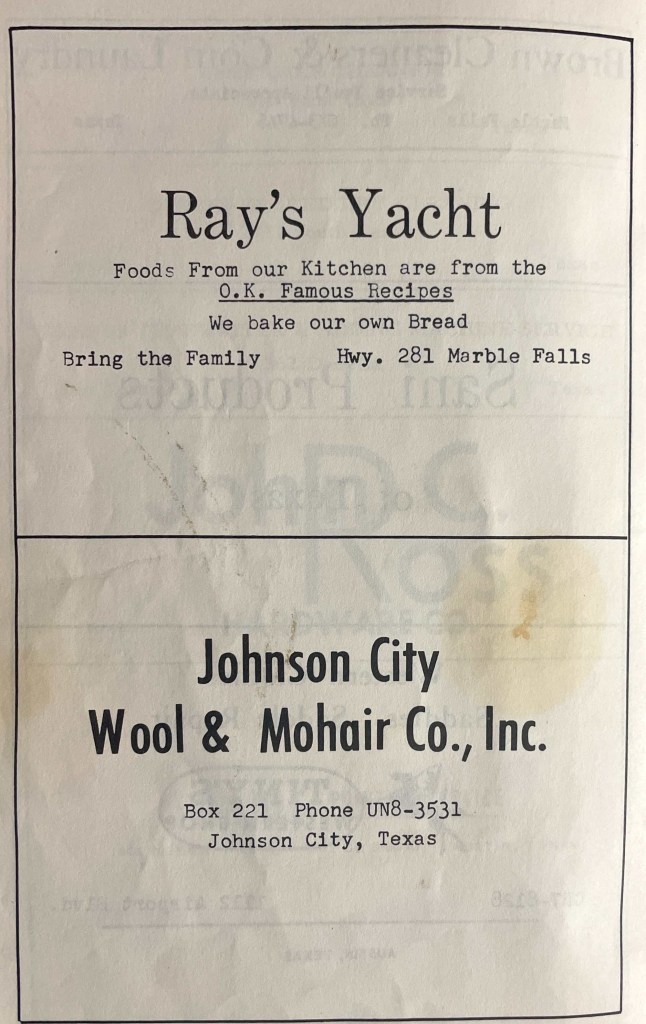 Ray's Yacht
Foods From our Kitchen are from the
O.K. Famous Recipes
We bake our own Bread
Bring the Family Hwy. 281 Marble Falls
Johnson City
Wool & Mohair Co., Inc.
Box 221 Phone UN8-3531
Johnson City, Texas